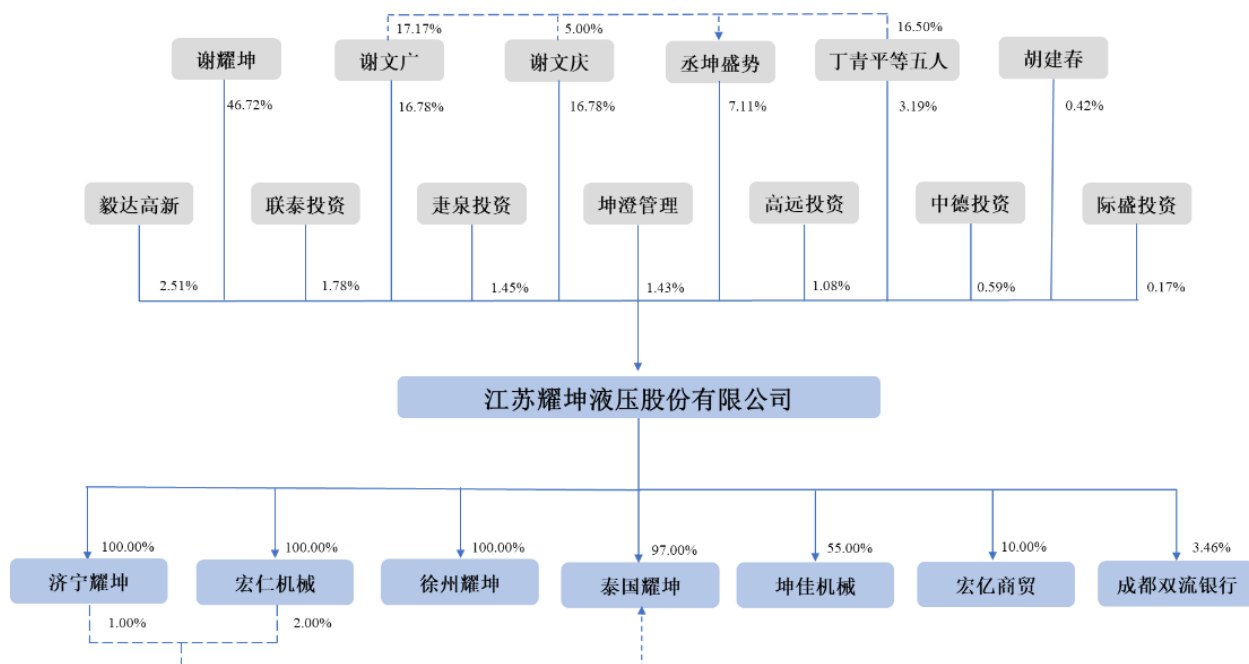 17.17%
5.00%
16.50%
谢耀坤
谢文广
谢文庆
丞坤盛势
丁青平等五人
胡建春
46.72%
16.78%
16.78%
7.11%
3.19%
0.42%
毅达高新
联泰投资
疌泉投资
坤澄管理
高远投资
中德投资
际盛投资
2.51%
1.78%
1.45%
1.43%
1.08%
0.59%
0.17%
江苏耀坤液压股份有限公司
100.00%
100.00%
100.00%
97.00%
55.00%
10.00%
3.46%
济宁耀坤
宏仁机械
徐州耀坤
泰国耀坤
坤佳机械
宏亿商贸
成都双流银行
1.00%
2.00%